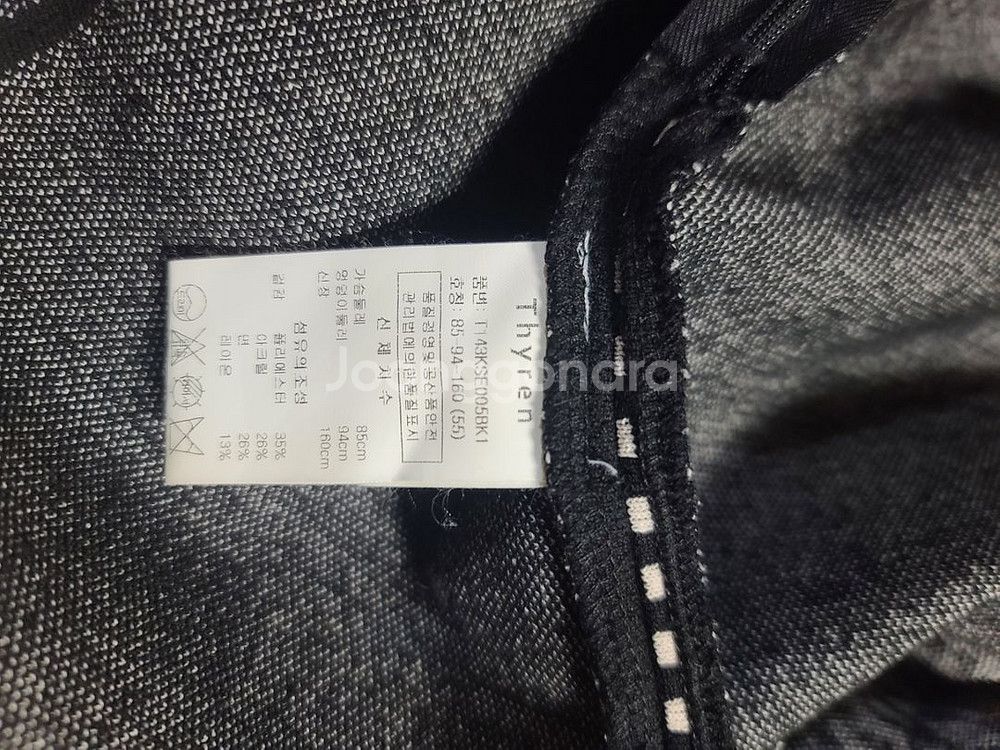 Thyren
품번: T143KSE005BK1
호칭: 85-94-160 (55)
품질경영및공산품안전
관리법에의한품질표시
신 체 치 수
가슴둘레 85cm
엉덩이둘레 94cm
신장 160cm
섬유의 조성
겉감 폴리에스터 35%
아크릴 26%
면 26%
레이온 13%
Joonggonara